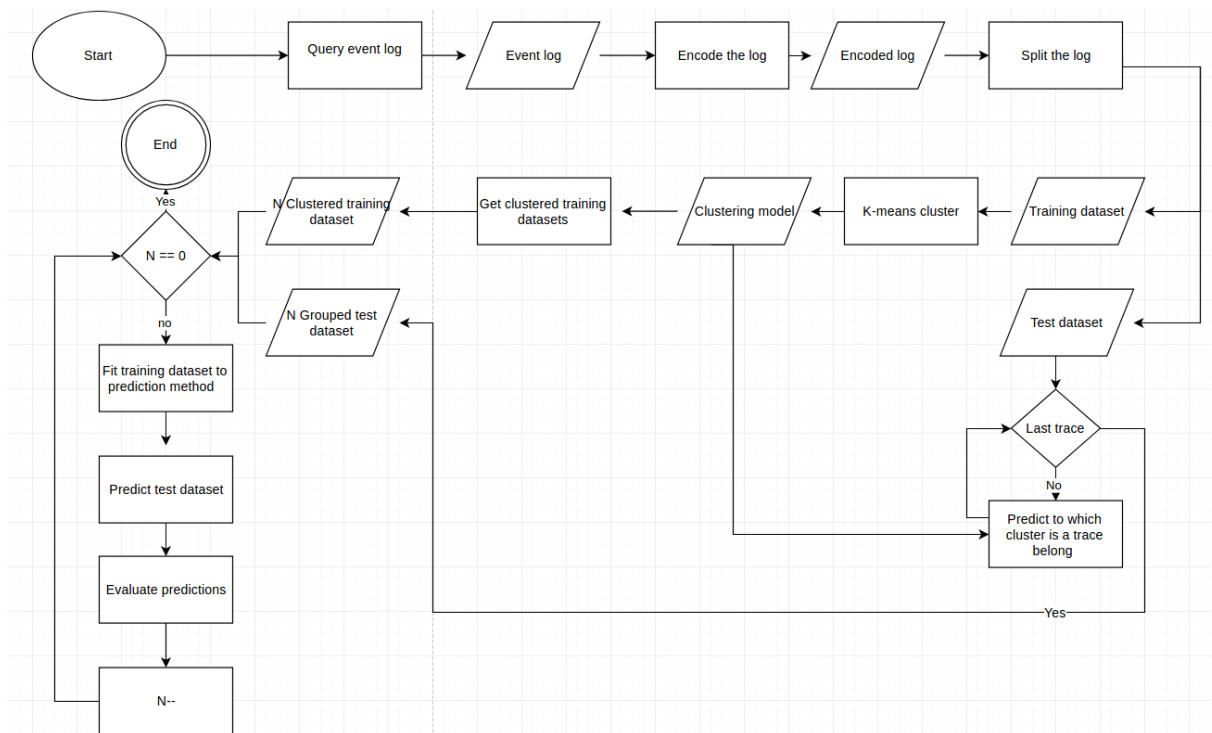 Start
Query event log
Event log
Encode the log
Encoded log
Split the log
End
Yes
N Clustered training
dataset
Get clustered training
datasets
Clustering model
K-means cluster
Training dataset
N == 0
N Grouped test
dataset
Test dataset
no
Fit training dataset to
prediction method
Last trace
No
Predict test dataset
Predict to which
cluster is a trace
belong
Evaluate predictions
Yes
N--